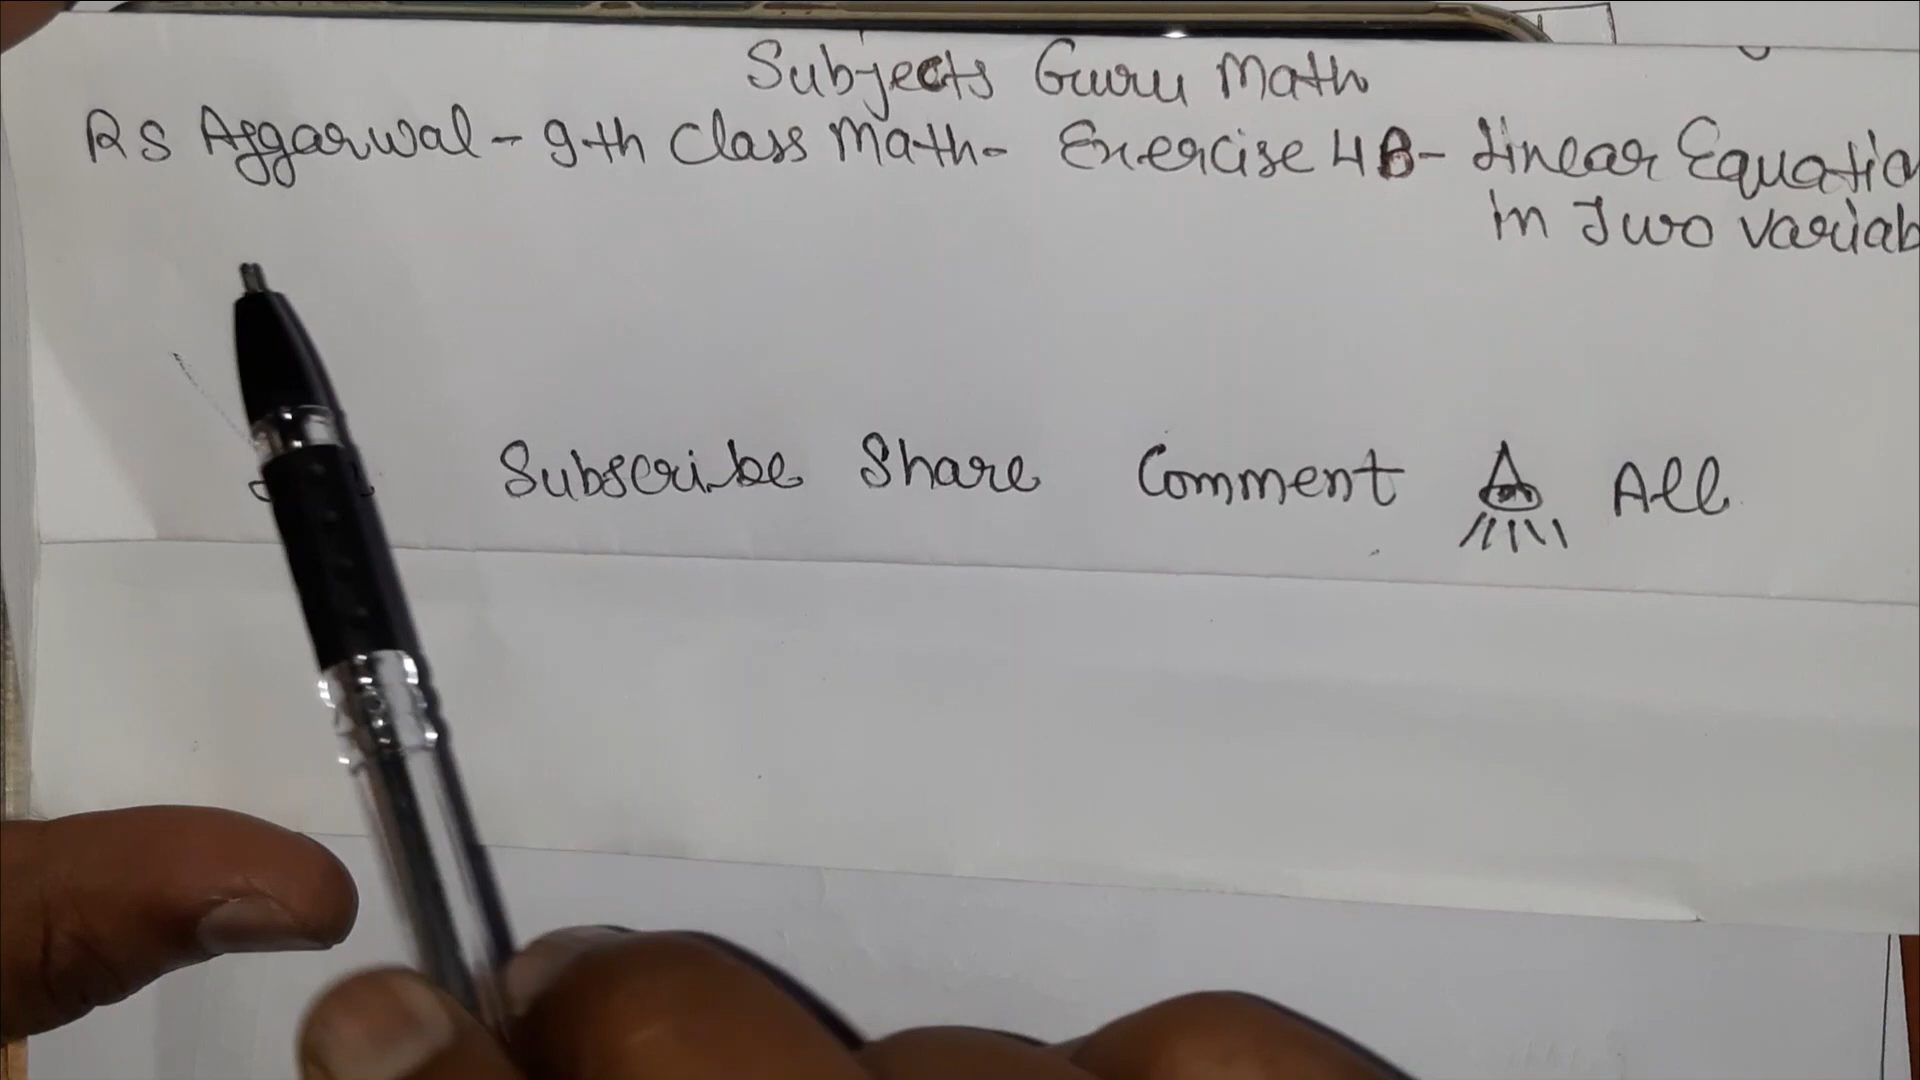 Subjects Guru Math
RS Aggarwal - 9th Class Math - Exercise 4B - Linear Equatio
in Two variab
Subscribe Share Comment All